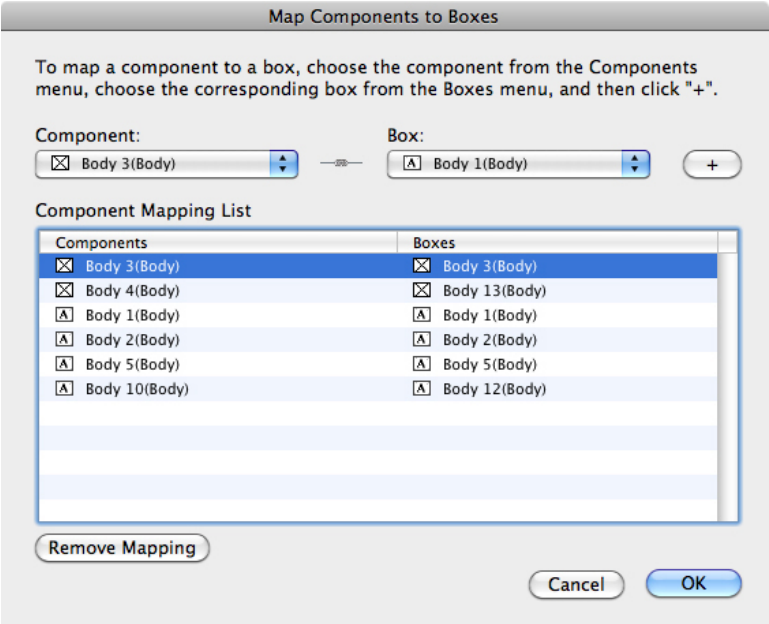 Map Components to Boxes
To map a component to a box, choose the component from the Components
menu, choose the corresponding box from the Boxes menu, and then click "+".
Component: Box:
Body 3(Body) A Body 1(Body) +
Component Mapping List
Components Boxes
Body 3(Body) Body 3(Body)
Body 4(Body) Body 13(Body)
A Body 1(Body) A Body 1(Body)
A Body 2(Body) A Body 2(Body)
A Body 5(Body) A Body 5(Body)
A Body 10(Body) A Body 12(Body)
Remove Mapping
Cancel OK